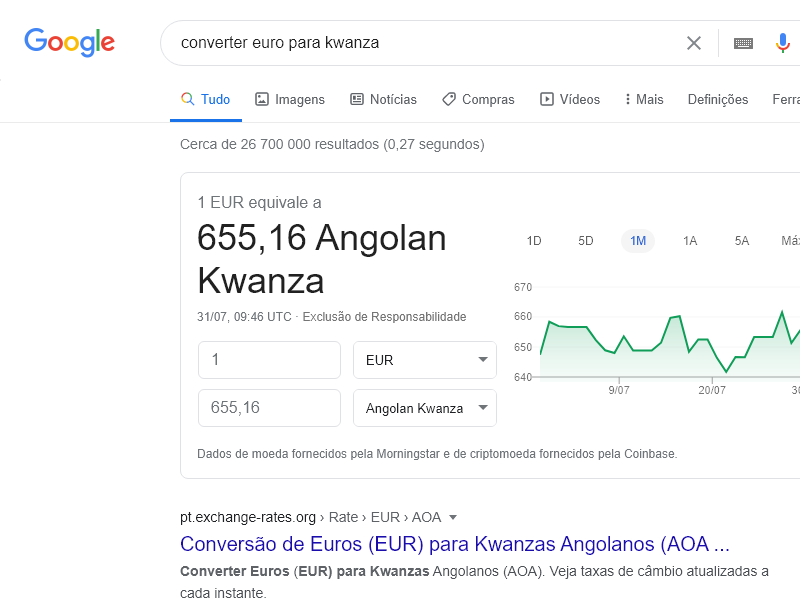 Google
converter euro para kwanza
Tudo Imagens Notícias Compras Vídeos Mais Definições Ferra
Cerca de 26 700 000 resultados (0,27 segundos)
1 EUR equivale a
655,16 Angolan
Kwanza
31/07, 09:46 UTC · Exclusão de Responsabilidade
1 EUR
655,16 Angolan Kwanza
1D 5D 1M 1A 5A Máx
670
660
650
640
9/07 20/07 30
Dados de moeda fornecidos pela Morningstar e de criptomoeda fornecidos pela Coinbase.
pt.exchange-rates.org › Rate › EUR › AOA
Conversão de Euros (EUR) para Kwanzas Angolanos (AOA ...
Converter Euros (EUR) para Kwanzas Angolanos (AOA). Veja taxas de câmbio atualizadas a
cada instante.